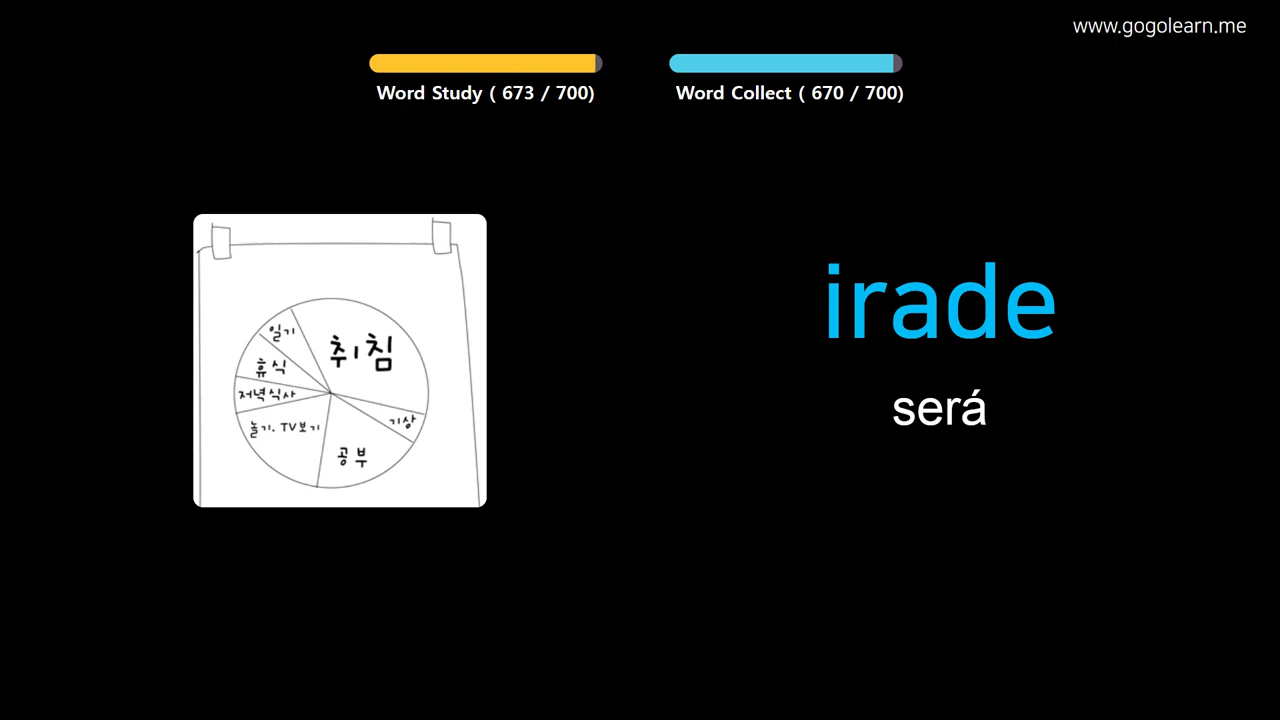 www.gogolearn.me
Word Study ( 673 / 700)
Word Collect ( 670 / 700)
일기
취침
휴식
저녁식사
기상
놀기. TV보기
공부
irade
será